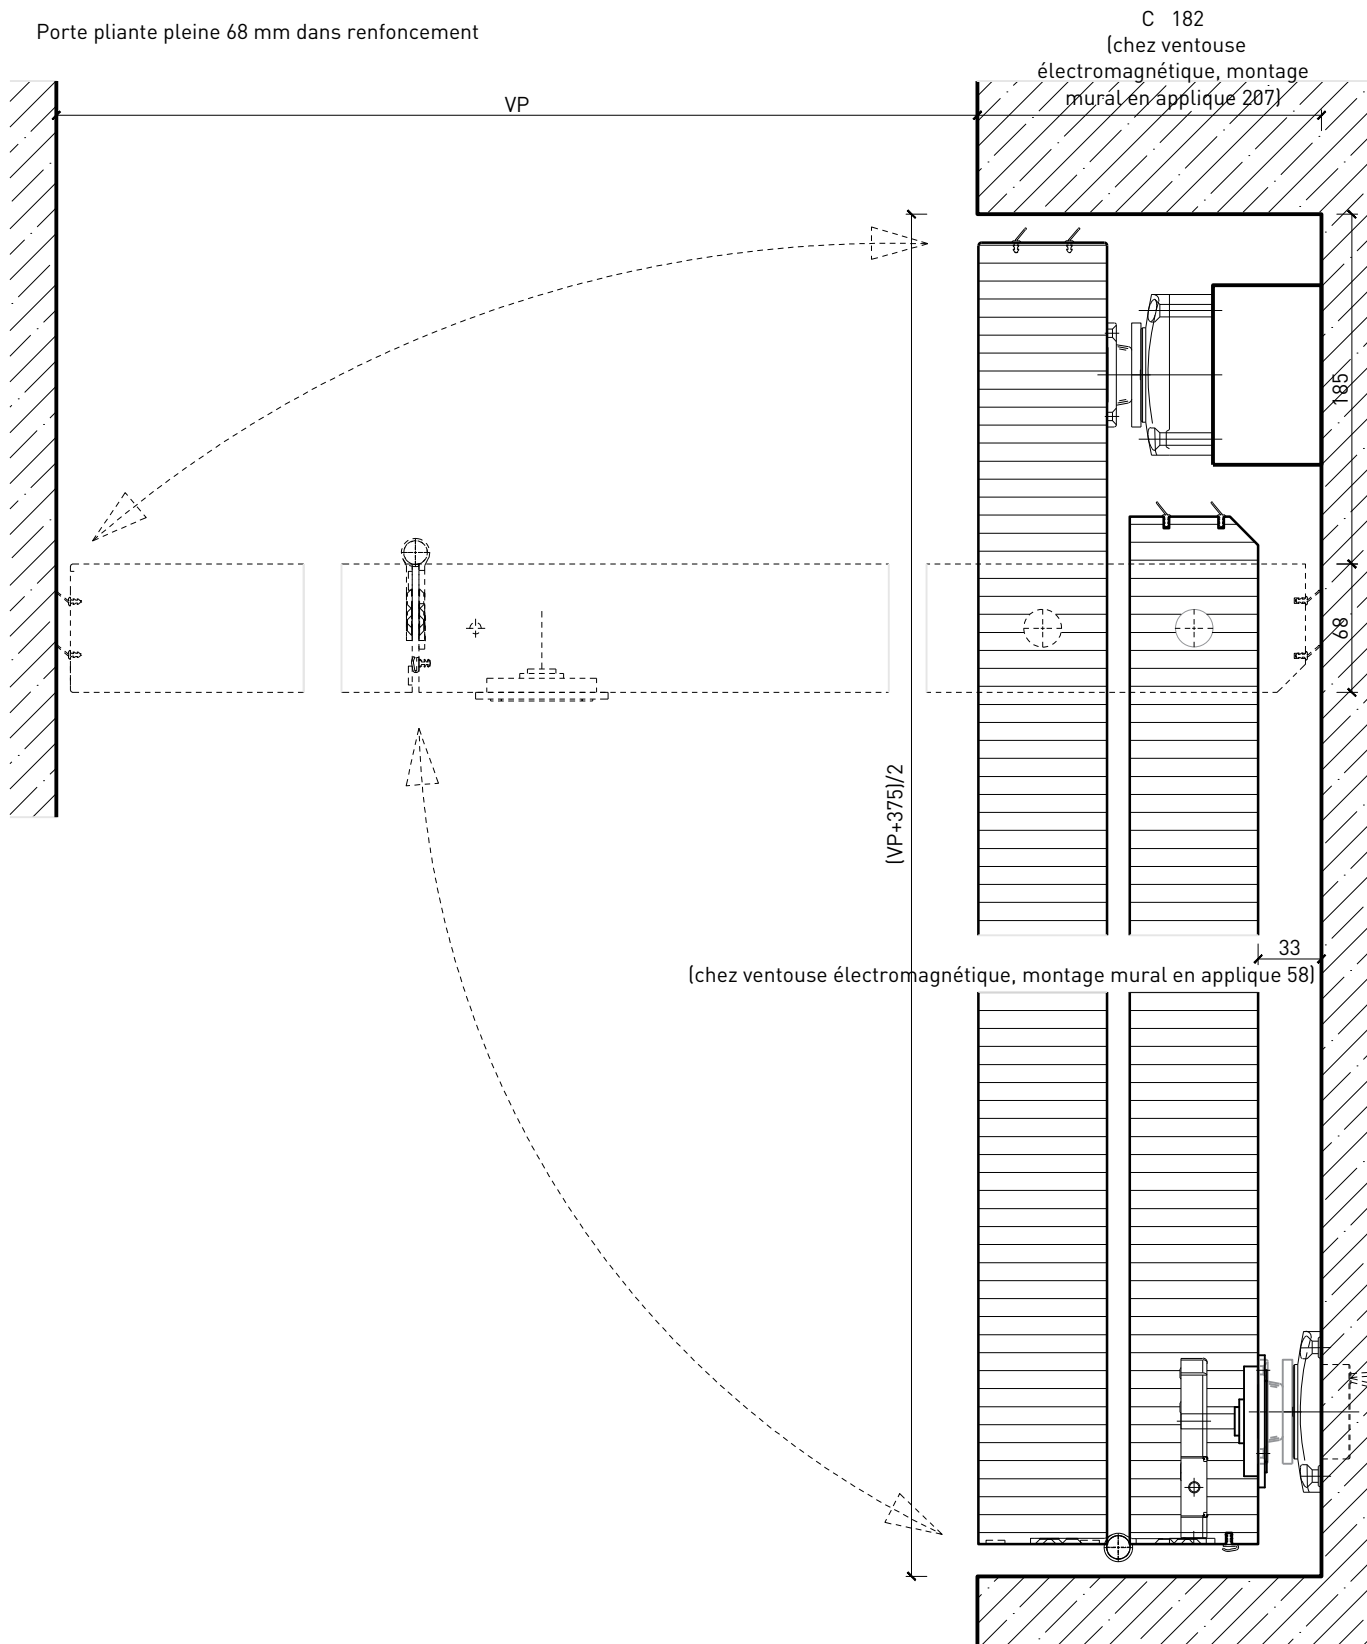 Porte pliante pleine 68 mm dans renfoncement
C 182
(chez ventouse
électromagnétique, montage
mural en applique 207)
VP
185
68
(VP+375)/2
33
(chez ventouse électromagnétique, montage mural en applique 58)